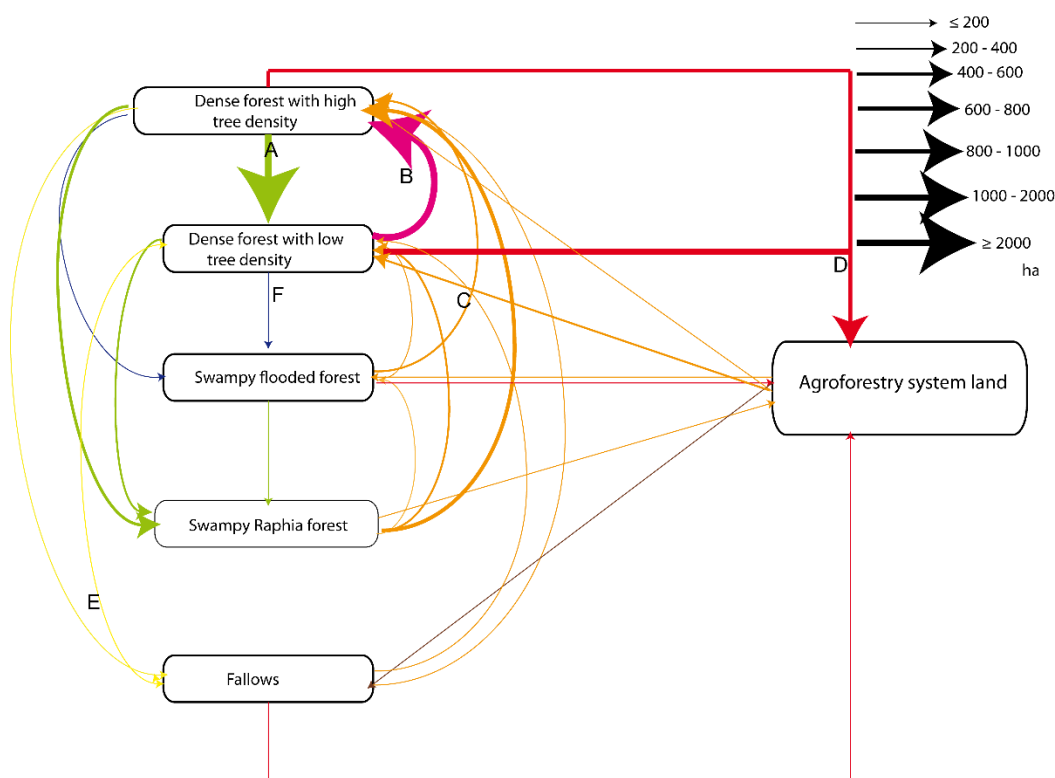 ≤ 200
200 - 400
400 - 600
600 - 800
800 - 1000
1000 - 2000
≥ 2000
ha
Dense forest with high
tree density
A
B
Dense forest with low
tree density
D
F
C
Swampy flooded forest
Agroforestry system land
Swampy Raphia forest
E
Fallows